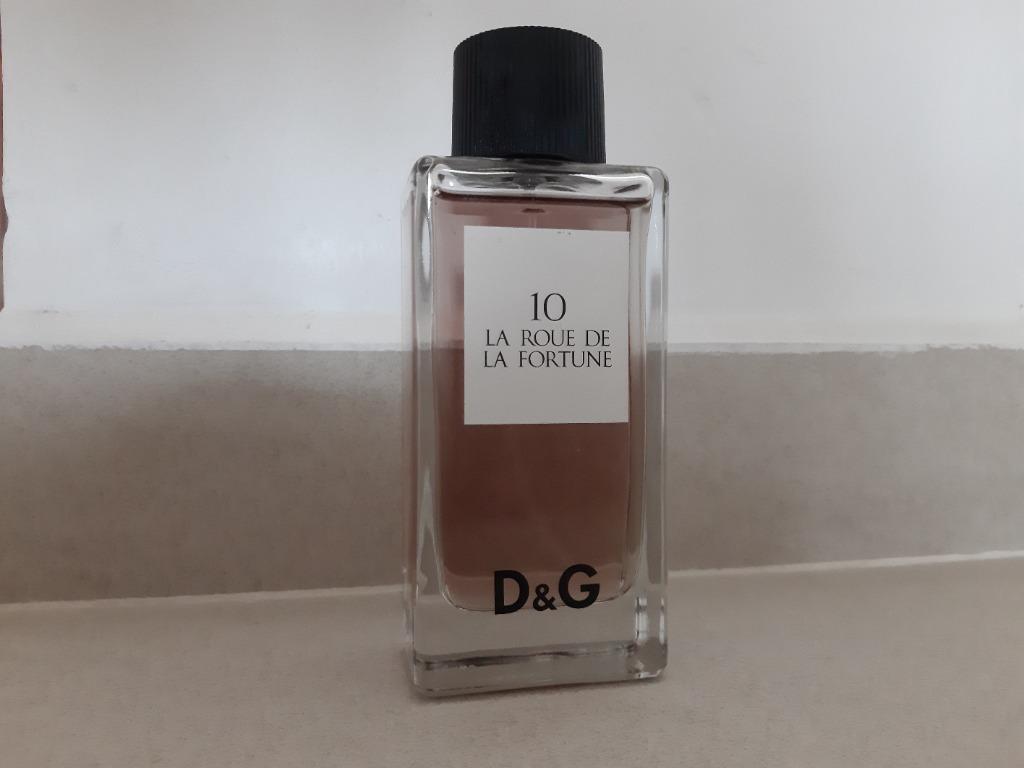 10
LA ROUE DE
LA FORTUNE
D&G